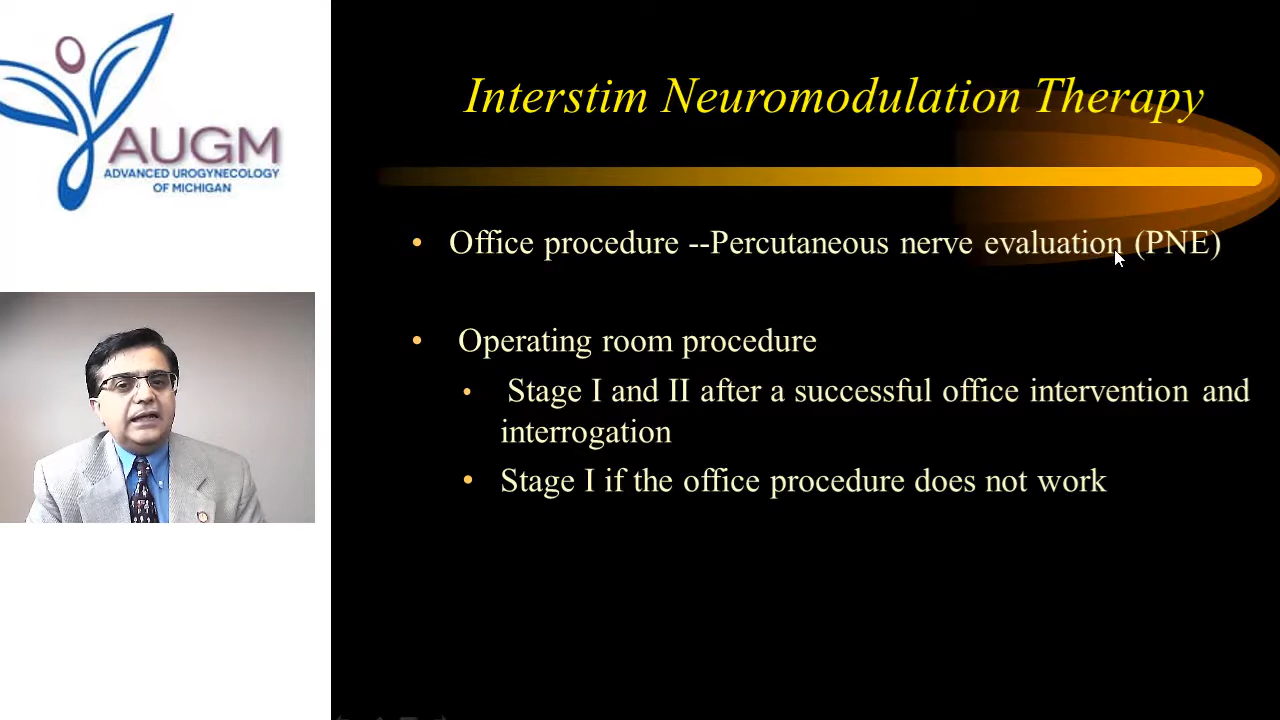 AUGM
ADVANCED UROGYNECOLOGY
OF MICHIGAN
Interstim Neuromodulation Therapy
• Office procedure --Percutaneous nerve evaluation (PNE)
• Operating room procedure
• Stage I and II after a successful office intervention and
interrogation
• Stage I if the office procedure does not work